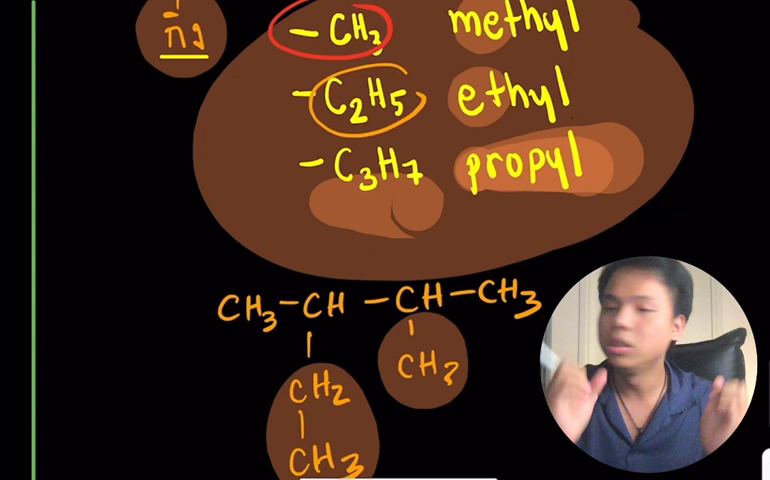 กิ่ง
-CH₃ methyl
-C₂H₅ ethyl
-C₃H₇ propyl
CH₃-CH-CH-CH₃
CH₂ CH₃
CH₃